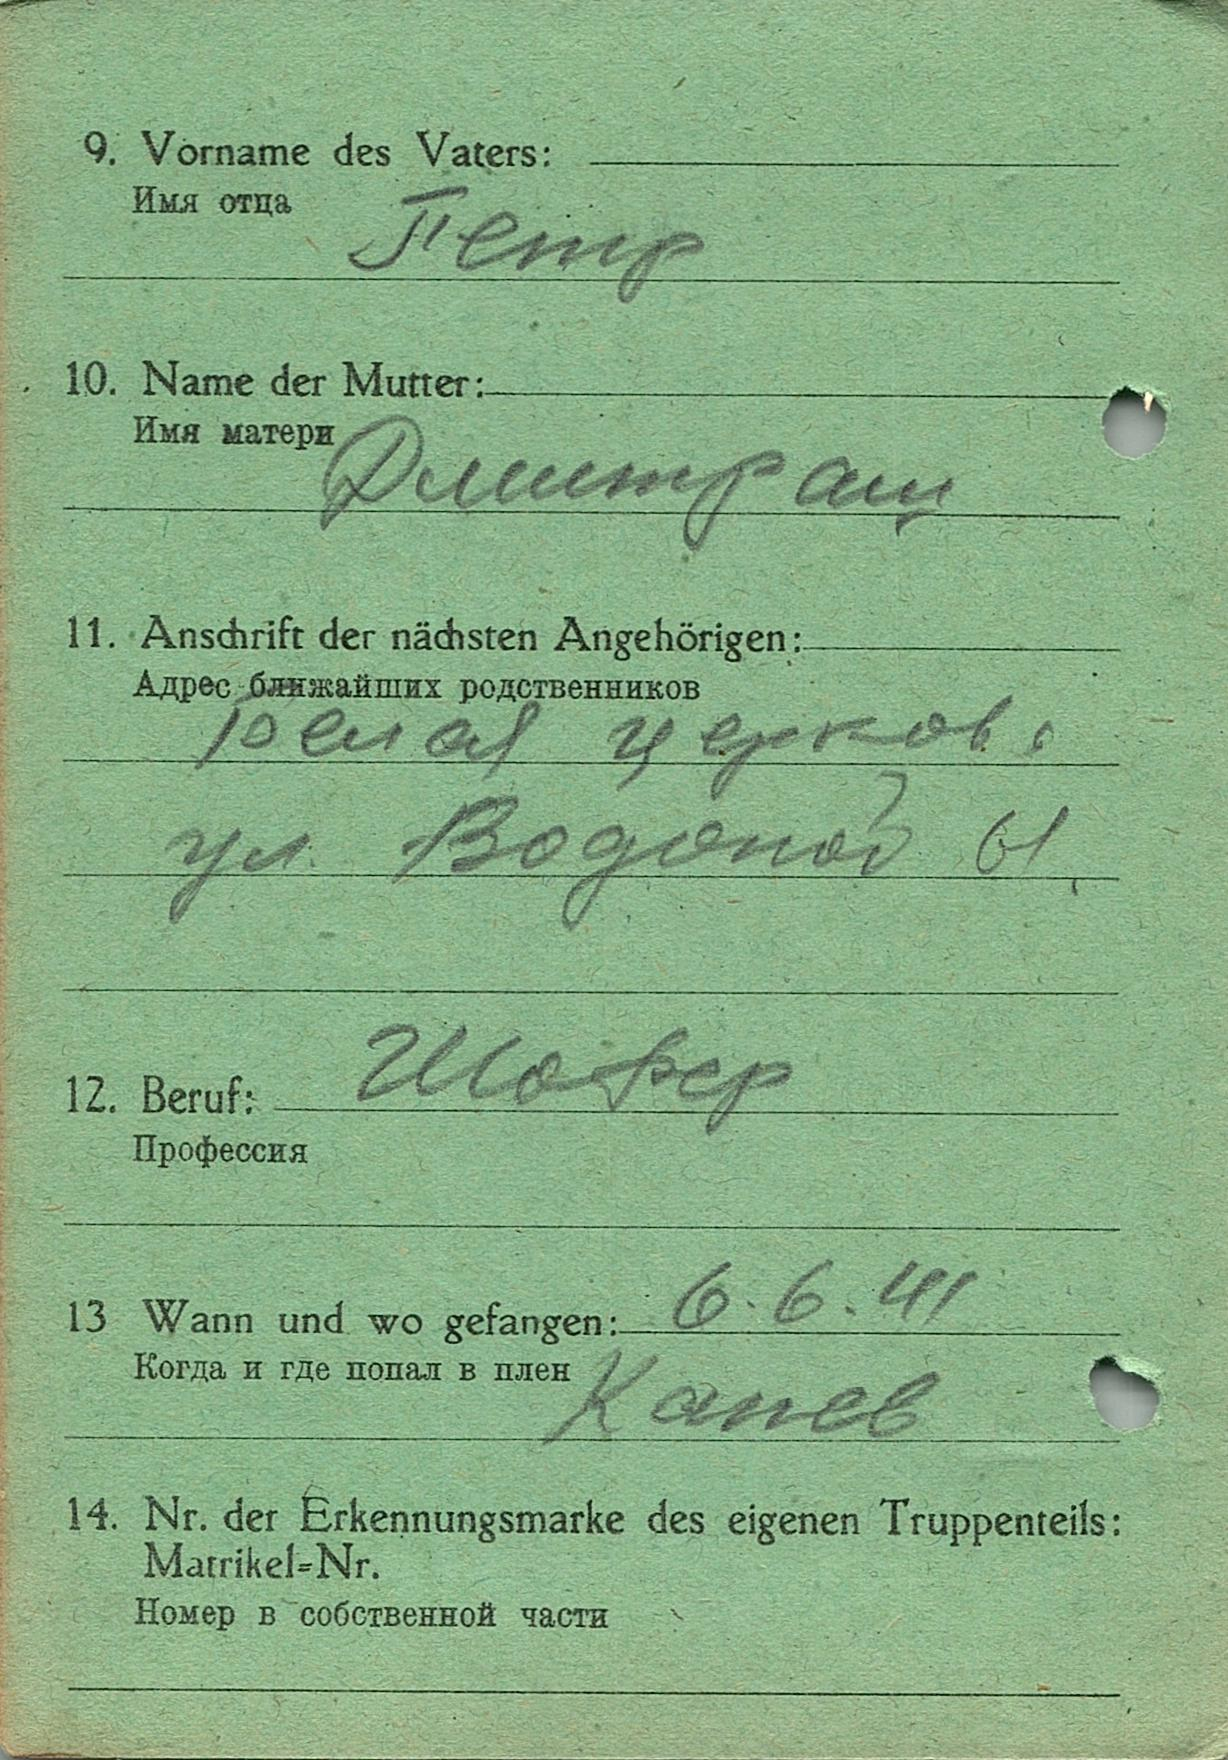 9. Vorname des Vaters:
Имя отца
Петр
10. Name der Mutter:
Имя матери
Дмитращ
11. Anschrift der nächsten Angehörigen:
Адрес ближайших родственников
Белая церковь
ул. Водопой 61
12. Beruf: Шофер
Профессия
13 Wann und wo gefangen: 6.6.41
Когда и где попал в плен
Канев
14. Nr. der Erkennungsmarke des eigenen Truppenteils:
Matrikel=Nr.
Номер в собственной части